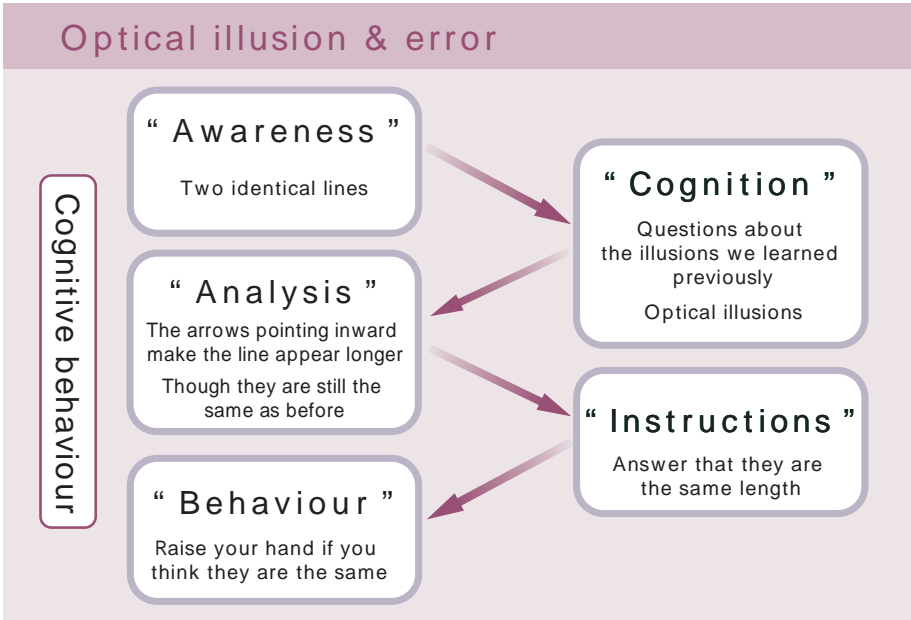 Optical illusion & error
Cognitive behaviour
“ Awareness ”
Two identical lines
“ Cognition ”
Questions about
the illusions we learned
previously
Optical illusions
“ Analysis ”
The arrows pointing inward
make the line appear longer
Though they are still the
same as before
“ Instructions ”
Answer that they are
the same length
“ Behaviour ”
Raise your hand if you
think they are the same